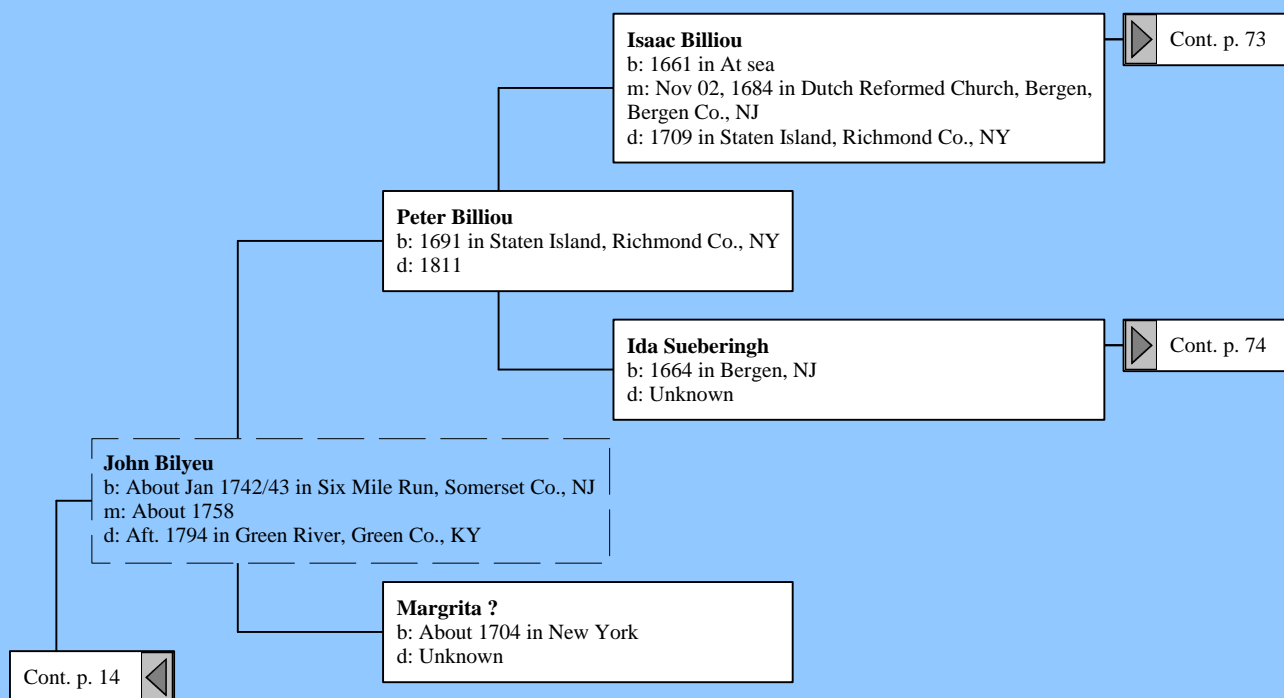 Isaac Billiou
b: 1661 in At sea
m: Nov 02, 1684 in Dutch Reformed Church, Bergen,
Bergen Co., NJ
d: 1709 in Staten Island, Richmond Co., NY
Cont. p. 73
Peter Billiou
b: 1691 in Staten Island, Richmond Co., NY
d: 1811
Ida Sueberingh
b: 1664 in Bergen, NJ
d: Unknown
Cont. p. 74
John Bilyeu
b: About Jan 1742/43 in Six Mile Run, Somerset Co., NJ
m: About 1758
d: Aft. 1794 in Green River, Green Co., KY
Margrita ?
b: About 1704 in New York
d: Unknown
Cont. p. 14